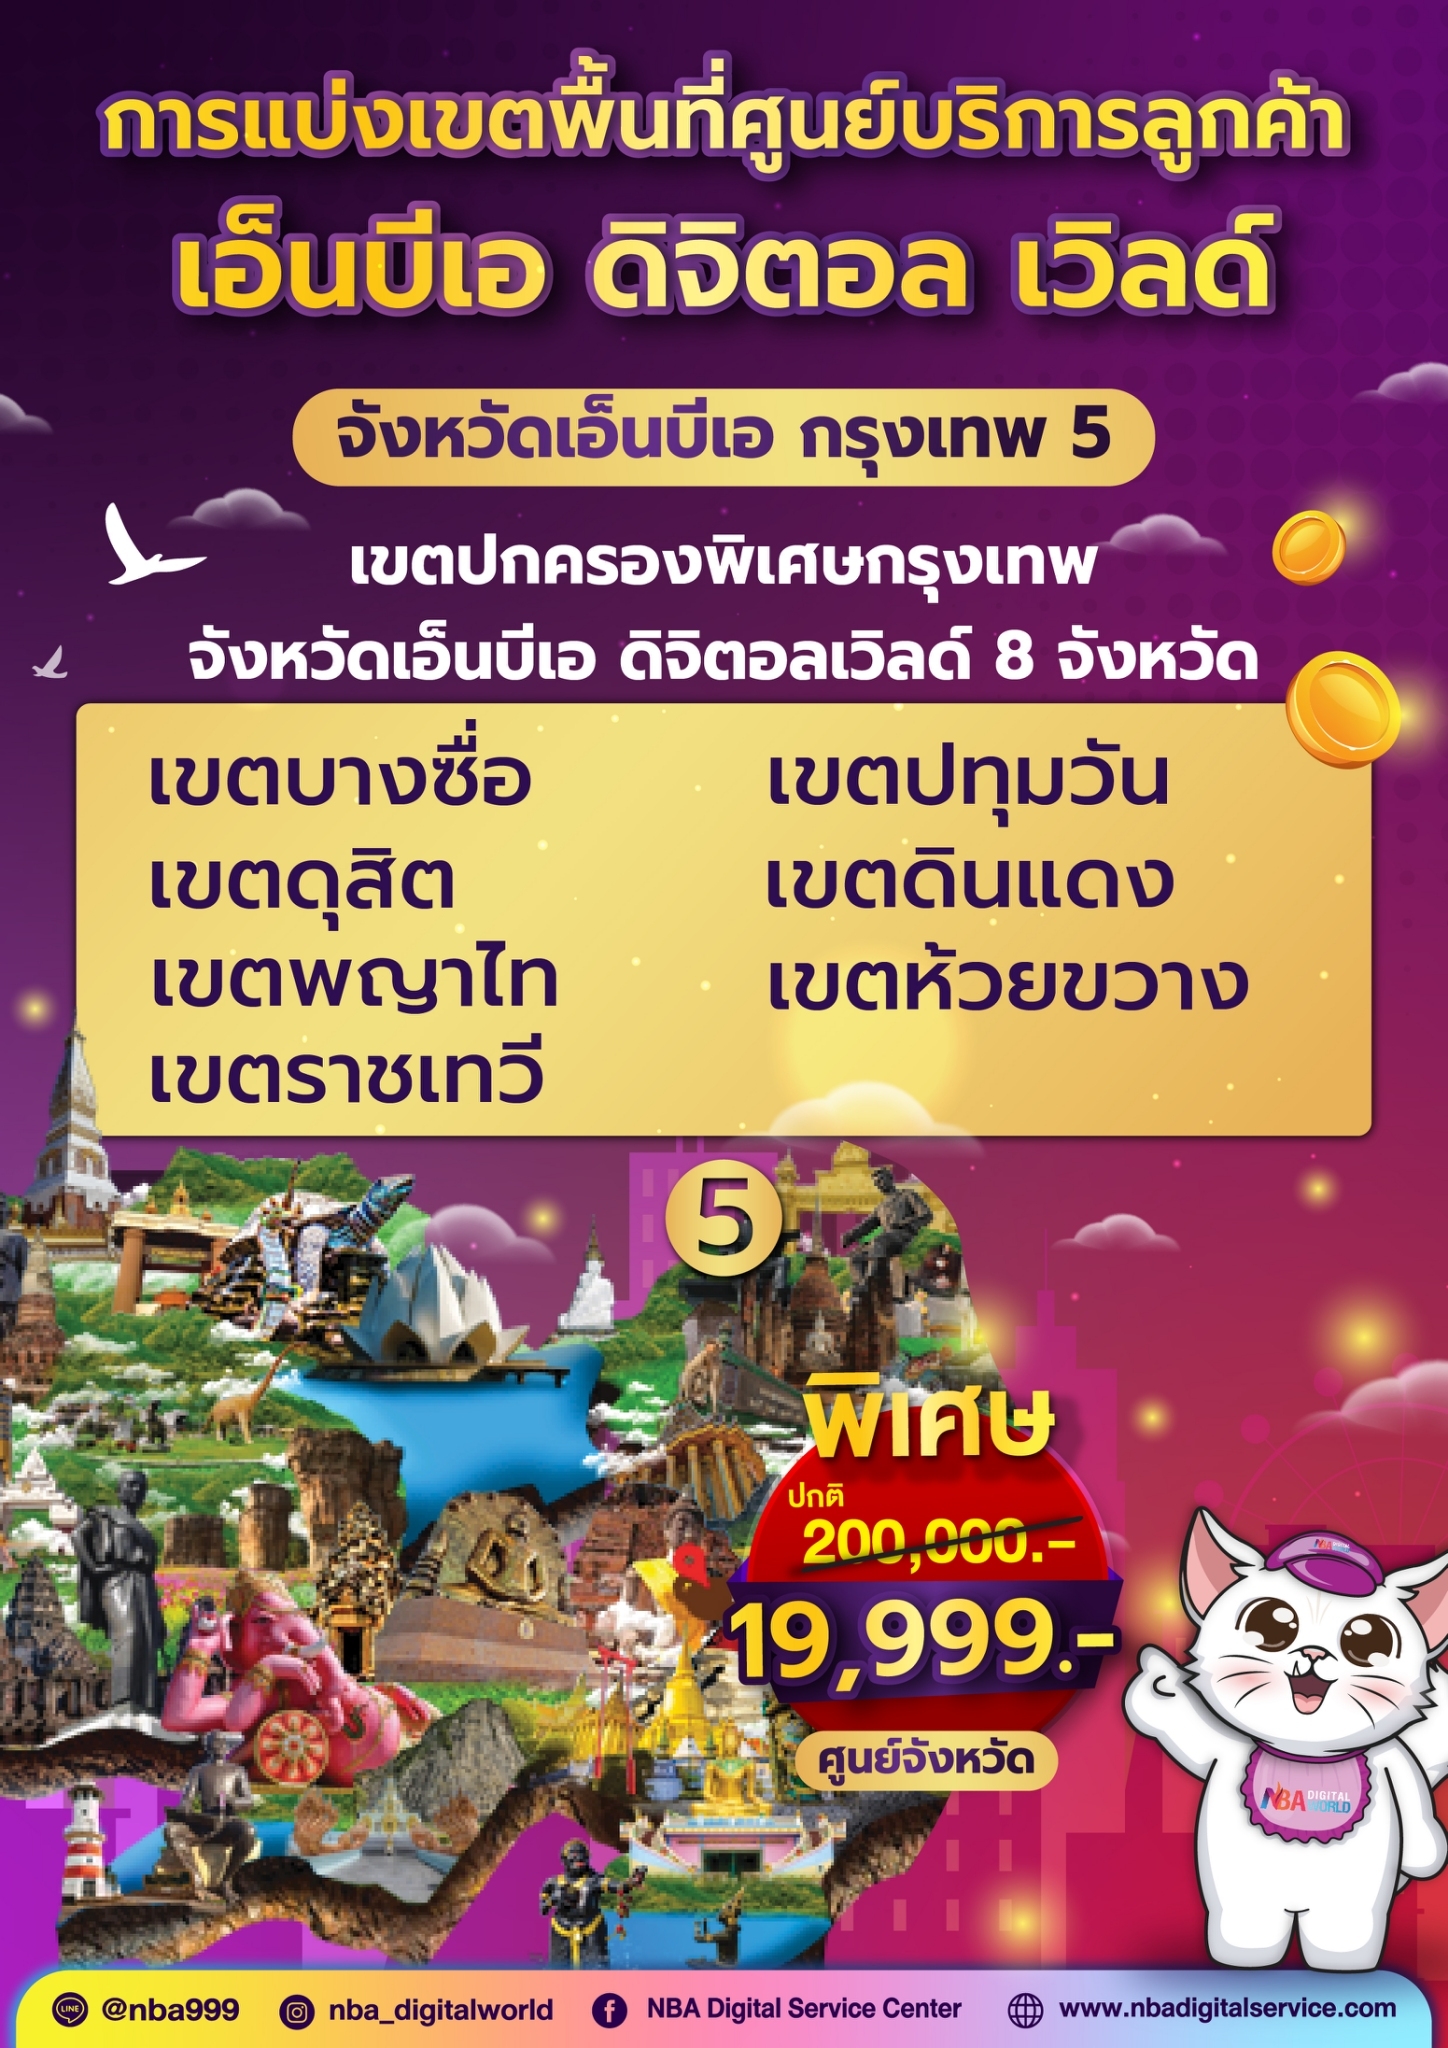 การแบ่งเขตพื้นที่ศูนย์บริการลูกค้า
เอ็นบีเอ ดิจิตอล เวิลด์
จังหวัดเอ็นบีเอ กรุงเทพ 5
เขตปกครองพิเศษกรุงเทพ
จังหวัดเอ็นบีเอ ดิจิตอลเวิลด์ 8 จังหวัด
เขตบางซื่อ
เขตดุสิต
เขตพญาไท
เขตราชเทวี
เขตปทุมวัน
เขตดินแดง
เขตห้วยขวาง
5
พิเศษ
ปกติ
200,000.-
19,999.-
ศูนย์จังหวัด
NBA DIGITAL WORLD
LINE @nba999
nba_digitalworld
NBA Digital Service Center
www.nbadigitalservice.com